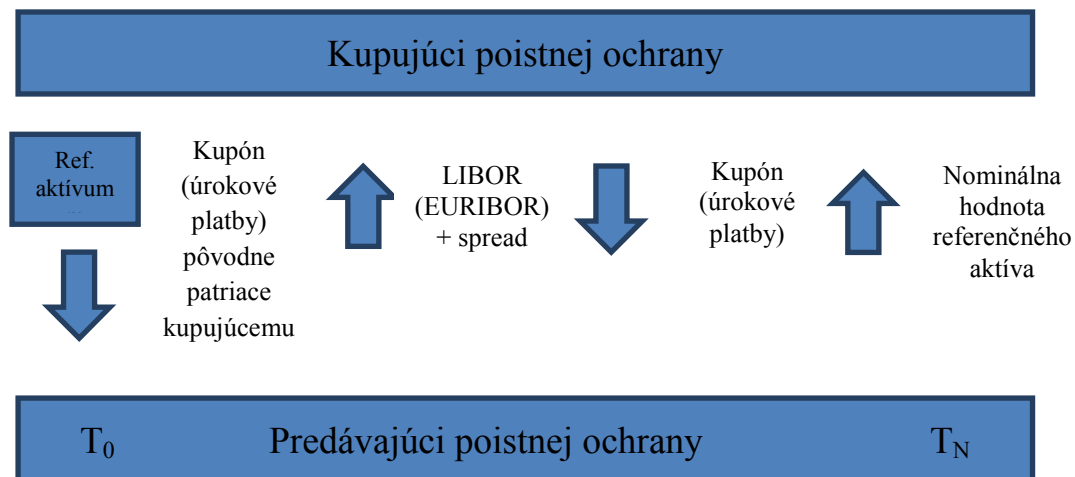 Kupujúci poistnej ochrany
Ref.
aktívum
...
Kupón
(úrokové
platby)
pôvodne
patriace
kupujúcemu
LIBOR
(EURIBOR)
+ spread
Kupón
(úrokové
platby)
Nominálna
hodnota
referenčného
aktíva
T₀ Predávajúci poistnej ochrany T_N